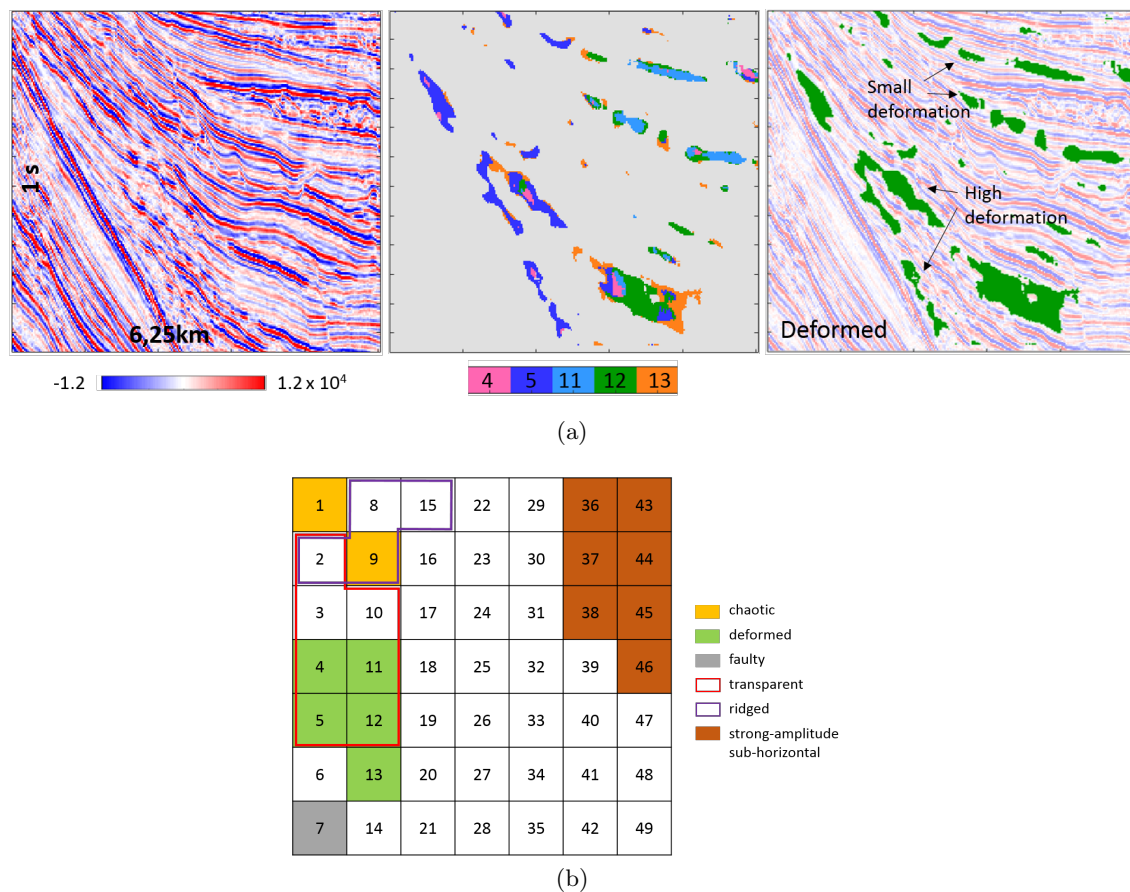 1 s
6,25km
Small
deformation
High
deformation
Deformed
-1.2 1.2 x 10⁴
4 5 11 12 13
(a)
1 8 15 22 29 36 43
2 9 16 23 30 37 44
3 10 17 24 31 38 45
4 11 18 25 32 39 46
5 12 19 26 33 40 47
6 13 20 27 34 41 48
7 14 21 28 35 42 49
chaotic
deformed
faulty
transparent
ridged
strong-amplitude
sub-horizontal
(b)